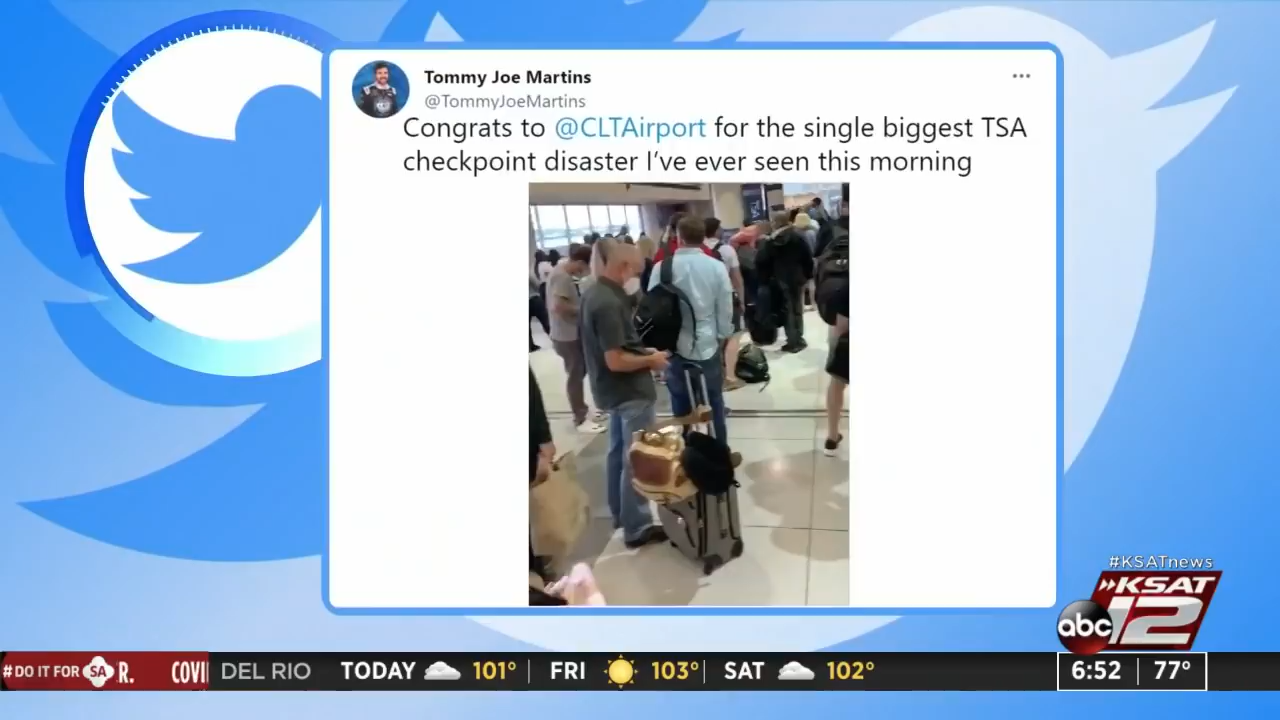 Tommy Joe Martins
@TommyJoeMartins
Congrats to @CLTAirport for the single biggest TSA
checkpoint disaster I've ever seen this morning
#KSATnews
KSAT
abc 12
#DO IT FOR SA R. COVI DEL RIO TODAY 101° FRI 103° SAT 102° 6:52 77°